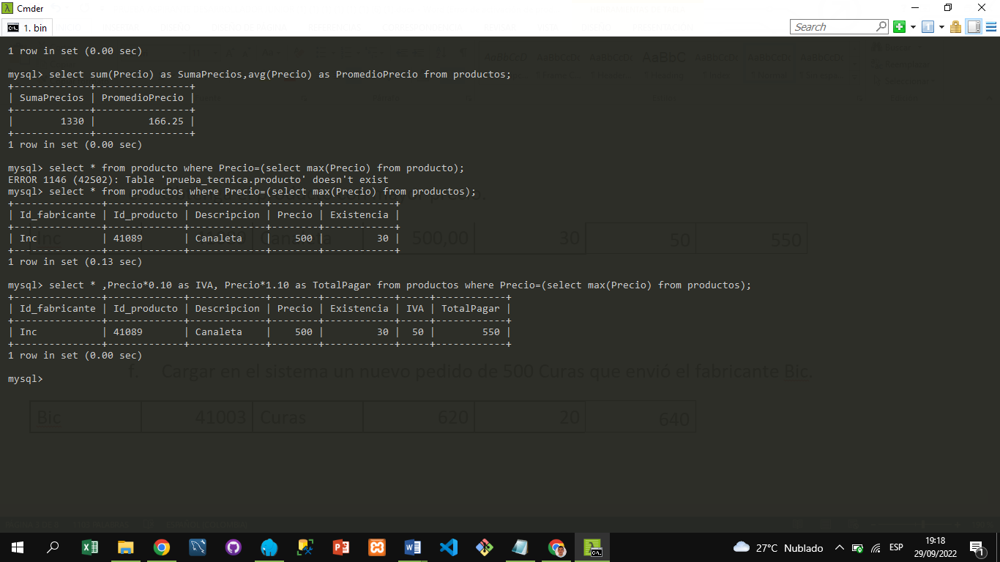 Cmder
1. bin
Search
1 row in set (0.00 sec)
mysql> select sum(Precio) as SumaPrecios,avg(Precio) as PromedioPrecio from productos;
+-------------+----------------+
| SumaPrecios | PromedioPrecio |
+-------------+----------------+
|        1330 |         166.25 |
+-------------+----------------+
1 row in set (0.00 sec)
mysql> select * from producto where Precio=(select max(Precio) from producto);
ERROR 1146 (42S02): Table 'prueba_tecnica.producto' doesn't exist
mysql> select * from productos where Precio=(select max(Precio) from productos);
+---------------+-------------+-------------+--------+------------+
| Id_fabricante | Id_producto | Descripcion | Precio | Existencia |
+---------------+-------------+-------------+--------+------------+
| Inc           | 41089       | Canaleta    |    500 |         30 |
+---------------+-------------+-------------+--------+------------+
1 row in set (0.13 sec)
Inc Canaleta 500,00 30 50 550
mysql> select * ,Precio*0.10 as IVA, Precio*1.10 as TotalPagar from productos where Precio=(select max(Precio) from productos);
+---------------+-------------+-------------+--------+------------+-----+------------+
| Id_fabricante | Id_producto | Descripcion | Precio | Existencia | IVA | TotalPagar |
+---------------+-------------+-------------+--------+------------+-----+------------+
| Inc           | 41089       | Canaleta    |    500 |         30 |  50 |        550 |
+---------------+-------------+-------------+--------+------------+-----+------------+
1 row in set (0.00 sec)
f. Cargar en el sistema un nuevo pedido de 500 Curas que envió el fabricante Bic.
mysql>
Bic 41003 Curas 620 20 640
27°C Nublado ESP
19:18
29/09/2022
1